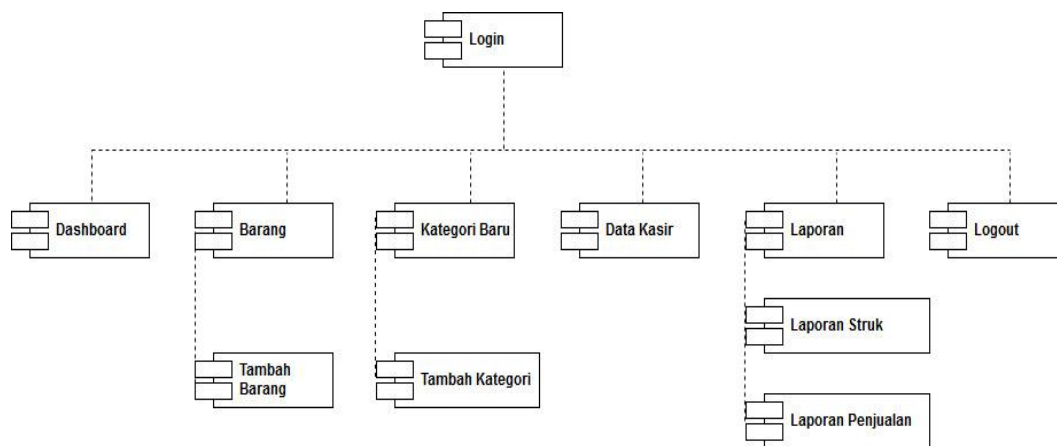 Login
Dashboard
Barang
Kategori Baru
Data Kasir
Laporan
Logout
Laporan Struk
Tambah
Barang
Tambah Kategori
Laporan Penjualan